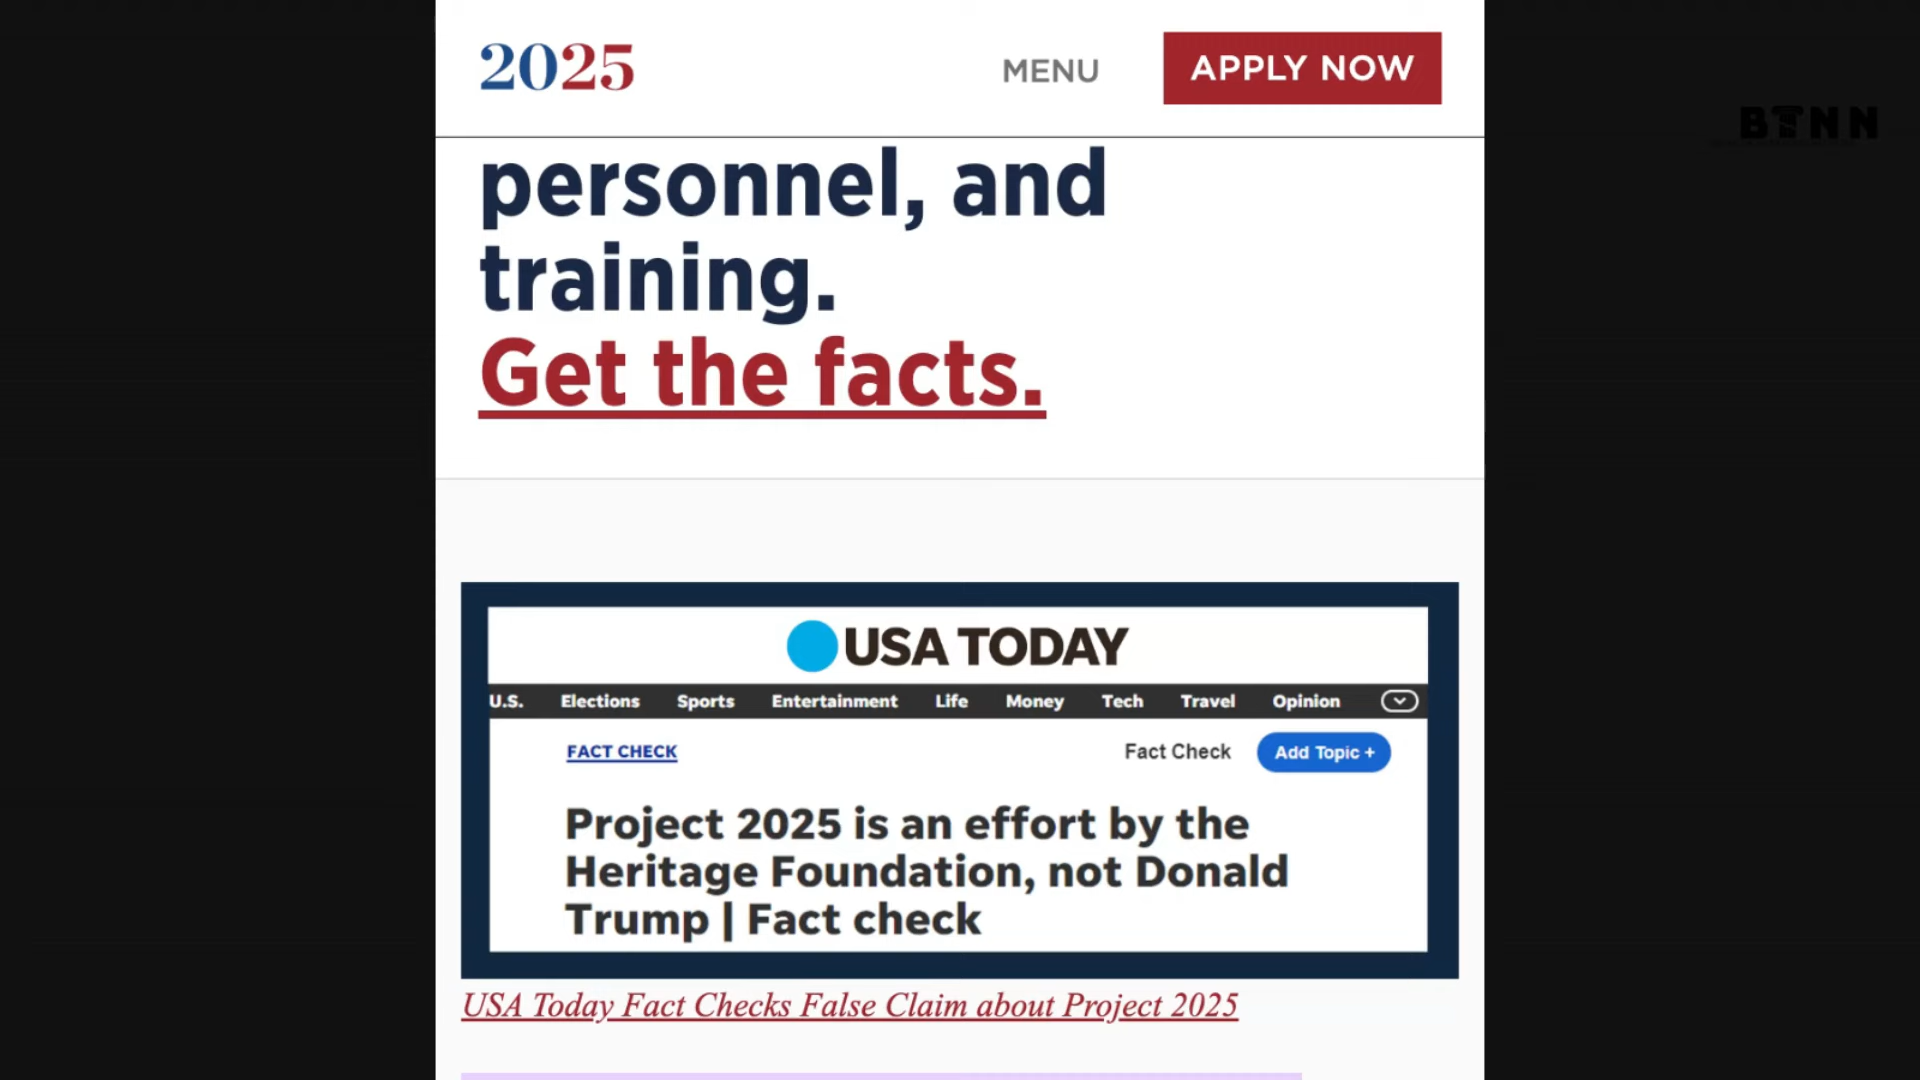 2025 MENU APPLY NOW
BTNN
personnel, and
training.
Get the facts.
USA TODAY
U.S. Elections Sports Entertainment Life Money Tech Travel Opinion
FACT CHECK Fact Check Add Topic +
Project 2025 is an effort by the
Heritage Foundation, not Donald
Trump | Fact check
USA Today Fact Checks False Claim about Project 2025